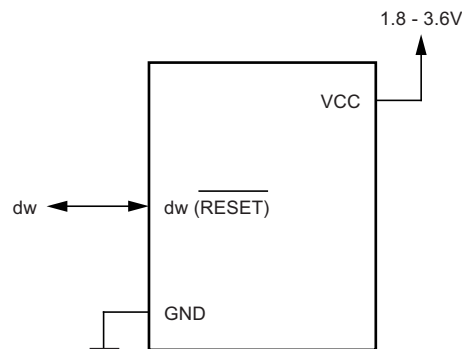 1.8 - 3.6V
VCC
dw
dw (RESET)
GND